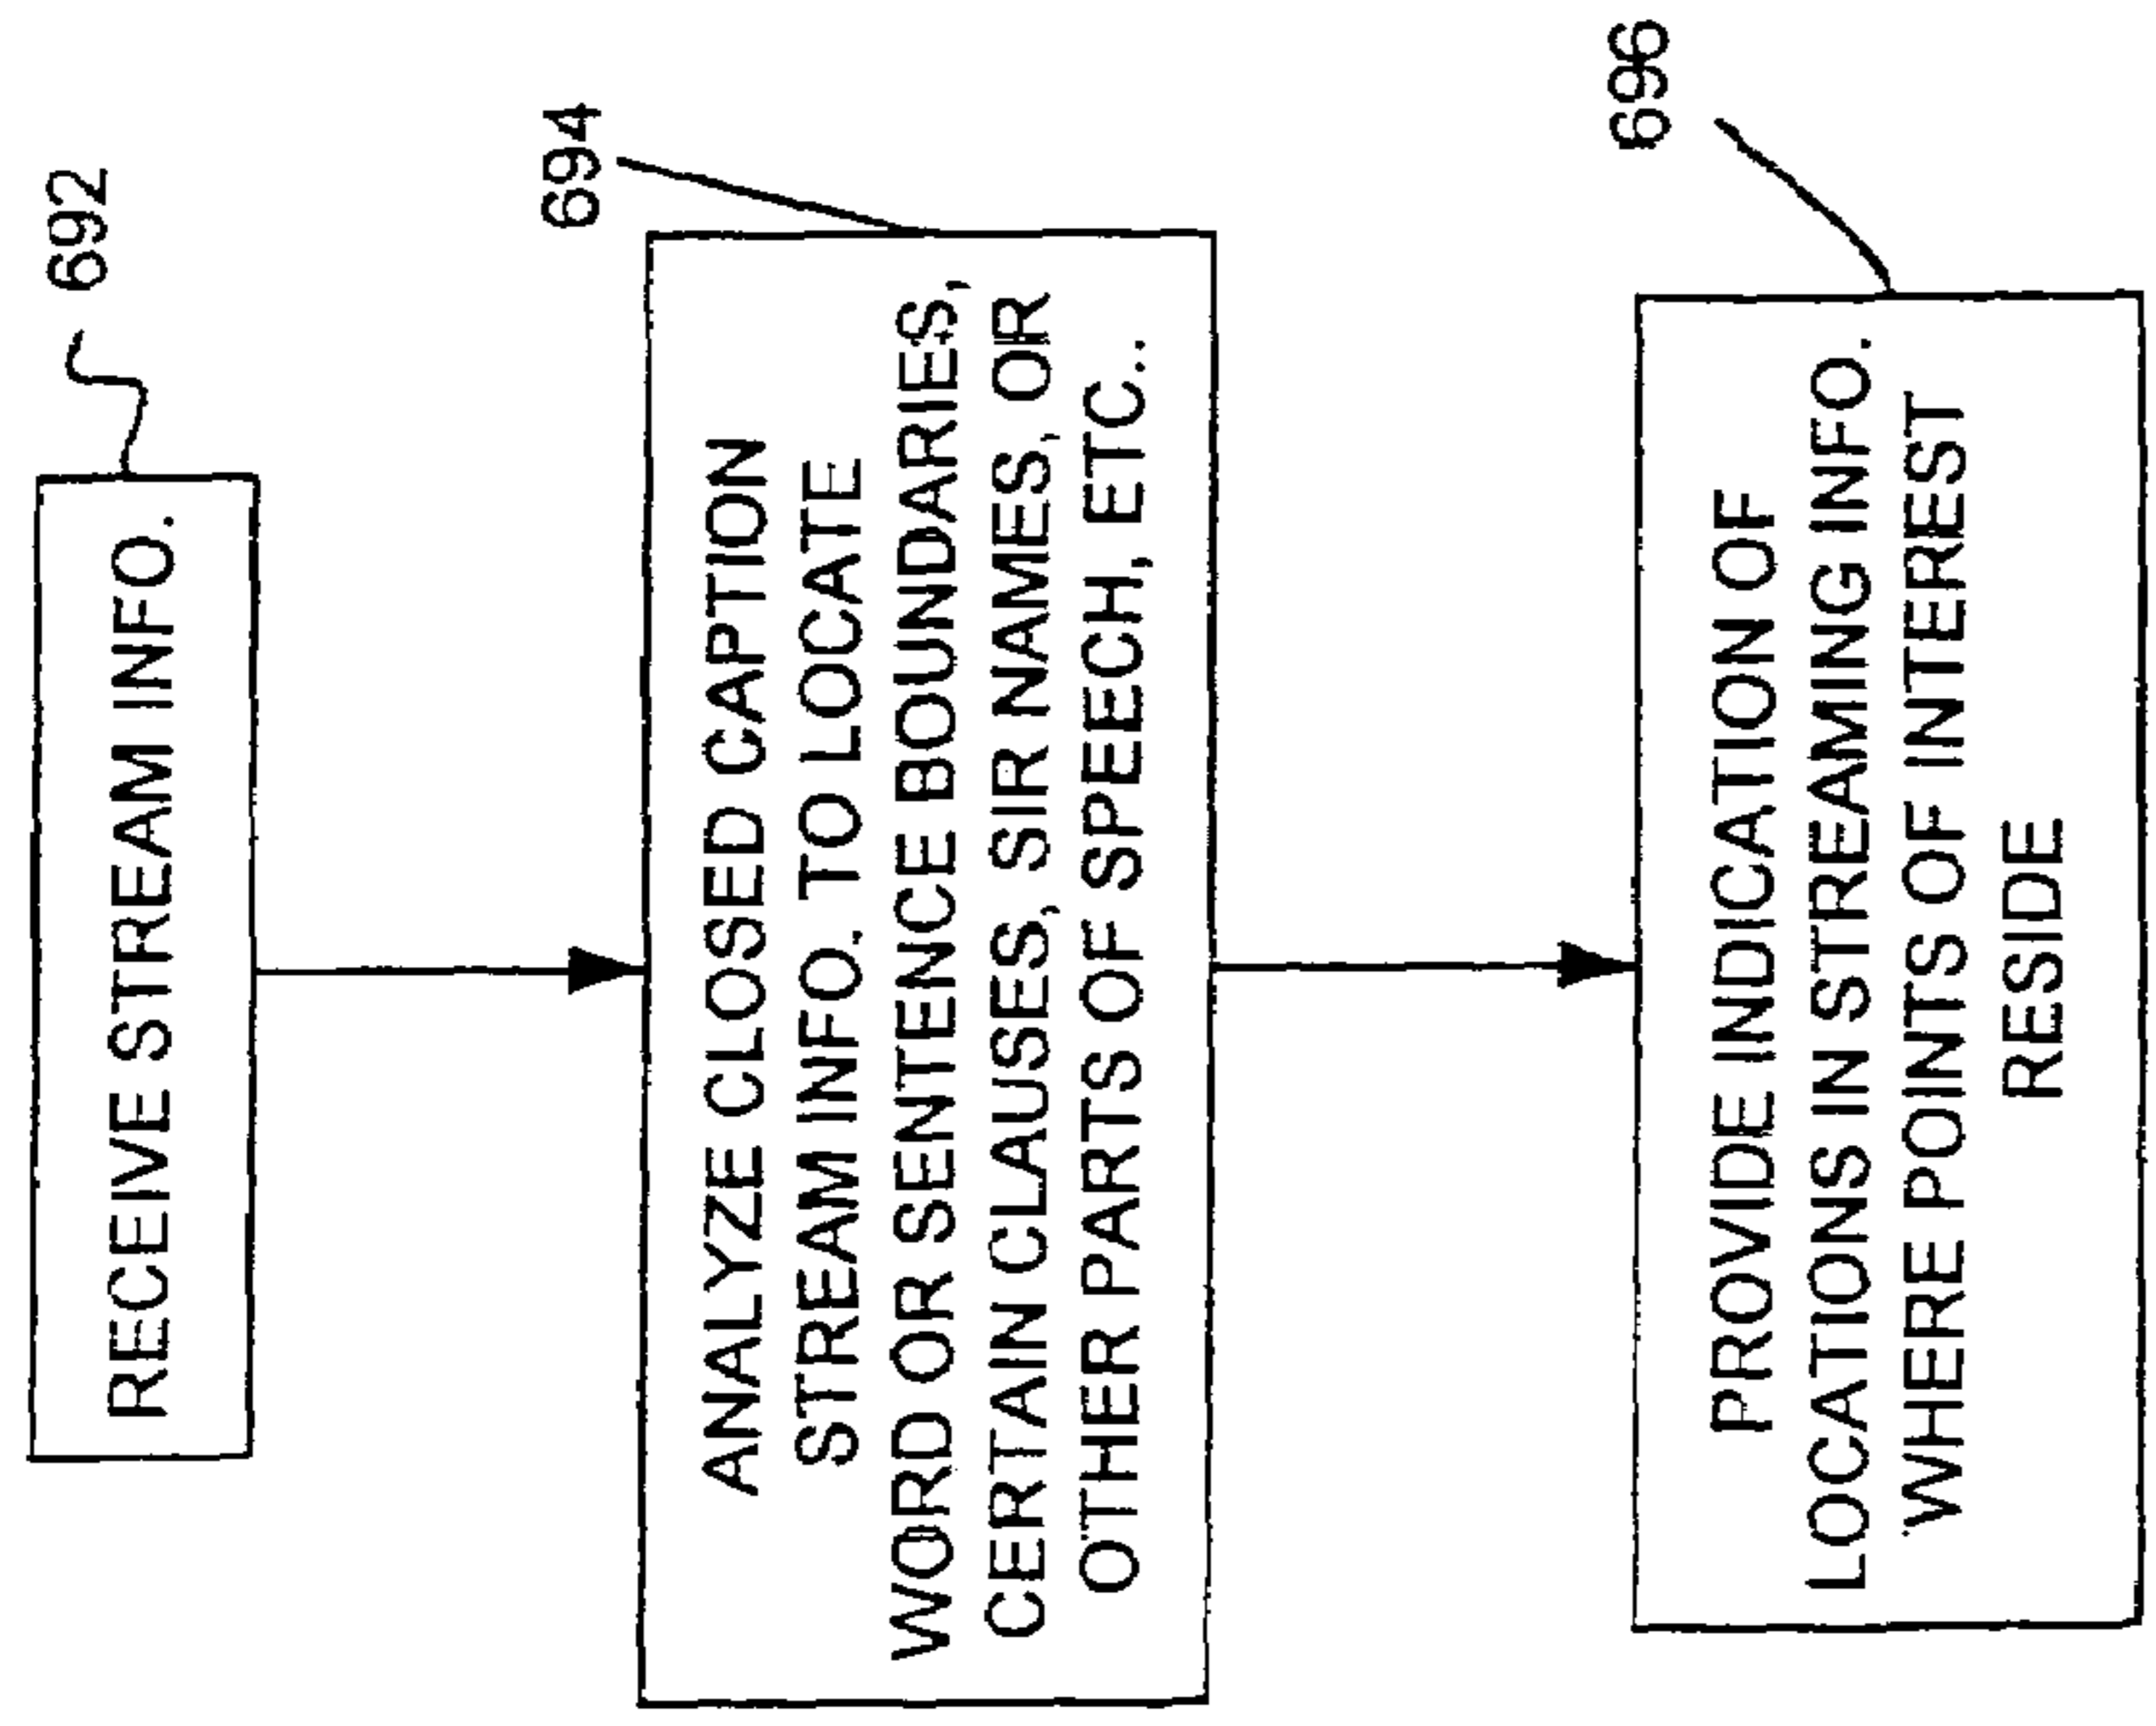 692
RECEIVE STREAM INFO.
694
ANALYZE CLOSED CAPTION
STREAM INFO. TO LOCATE
WORD OR SENTENCE BOUNDARIES,
CERTAIN CLAUSES, SIR NAMES, OR
OTHER PARTS OF SPEECH, ETC..
696
PROVIDE INDICATION OF
LOCATIONS IN STREAMING INFO.
WHERE POINTS OF INTEREST
RESIDE